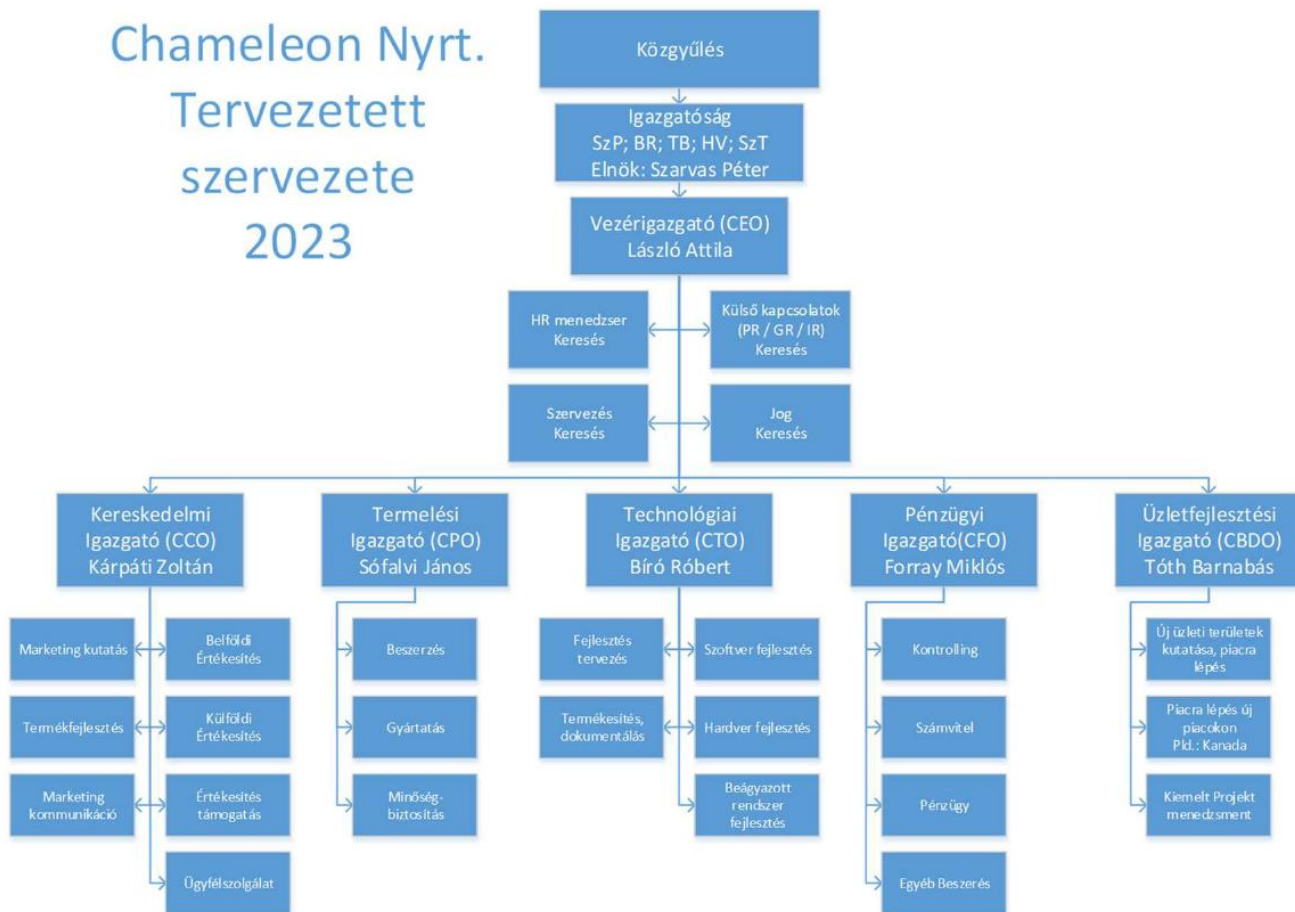 Chameleon Nyrt.
Tervezetett
szervezete
2023
Közgyűlés
Igazgatóság
SzP; BR; TB; HV; SzT
Elnök: Szarvas Péter
Vezérigazgató (CEO)
László Attila
HR menedzser
Keresés
Külső kapcsolatok
(PR / GR / IR)
Keresés
Szervezés
Keresés
Jog
Keresés
Kereskedelmi
Igazgató (CCO)
Kárpáti Zoltán
Termelési
Igazgató (CPO)
Sófalvi János
Technológiai
Igazgató (CTO)
Bíró Róbert
Pénzügyi
Igazgató(CFO)
Forray Miklós
Üzletfejlesztési
Igazgató (CBDO)
Tóth Barnabás
Marketing kutatás
Belföldi
Értékesítés
Termékfejlesztés
Külföldi
Értékesítés
Marketing
kommunikáció
Értékesítés
támogatás
Ügyfélszolgálat
Beszerzés
Gyártatás
Minőség-
biztosítás
Fejlesztés
tervezés
Szoftver fejlesztés
Termékesítés,
dokumentálás
Hardver fejlesztés
Beágyazott
rendszer
fejlesztés
Kontrolling
Számvitel
Pénzügy
Egyéb Beszerés
Új üzleti területek
kutatása, piacra
lépés
Piacra lépés új
piacokon
Pld.: Kanada
Kiemelt Projekt
menedzsment